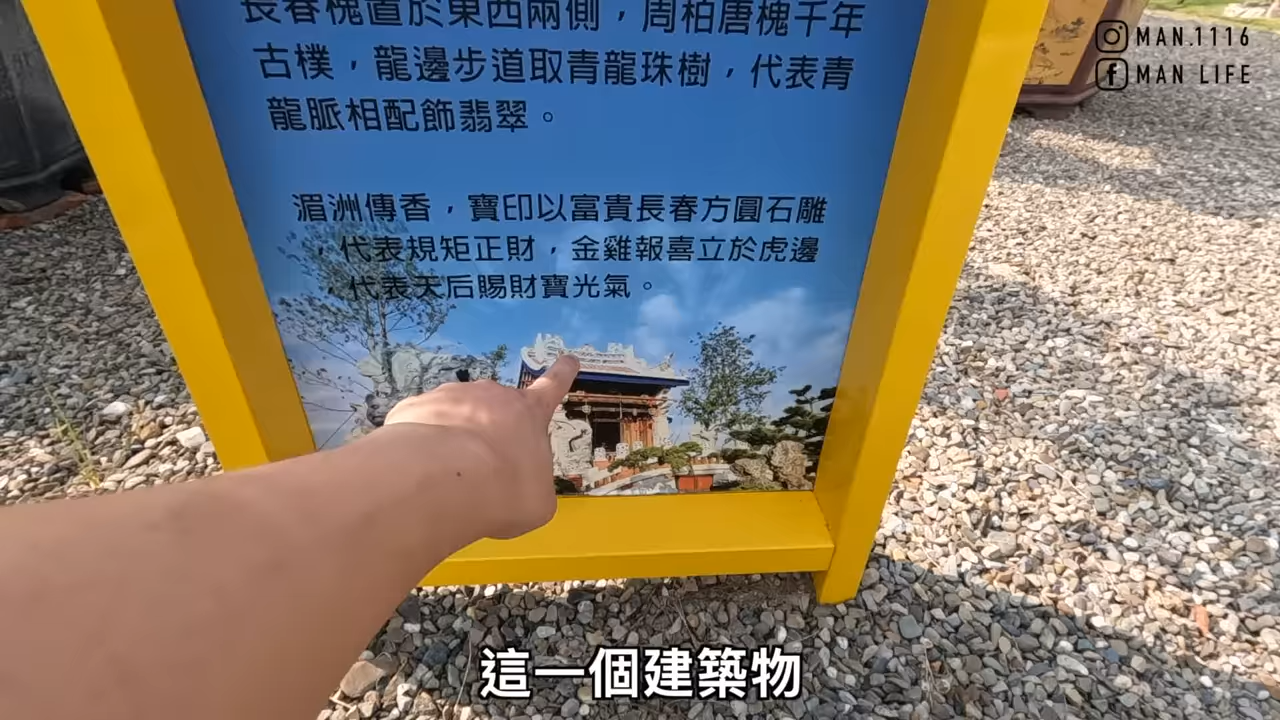 長春槐置於東西兩側，周柏唐槐千年
古樸，龍邊步道取青龍珠樹，代表青
龍脈相配飾翡翠。
湄洲傳香，寶印以富貴長春方圓石雕
，代表規矩正財，金雞報喜立於虎邊
，代表天后賜財寶光氣。
MAN.1116
MAN LIFE
這一個建築物